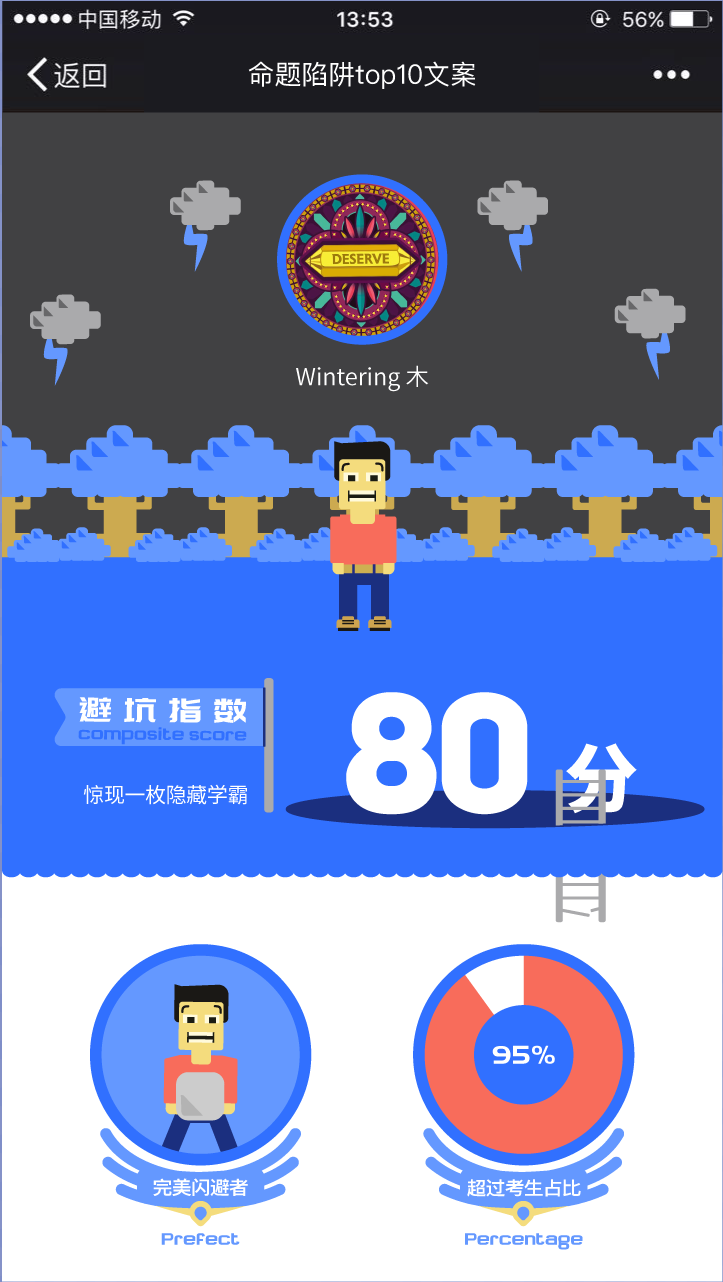 中国移动 13:53 56%
返回 命题陷阱top10文案
DESERVE
Wintering 木
避坑指数
composite score
80分
惊现一枚隐藏学霸
95%
完美闪避者 超过考生占比
Prefect Percentage